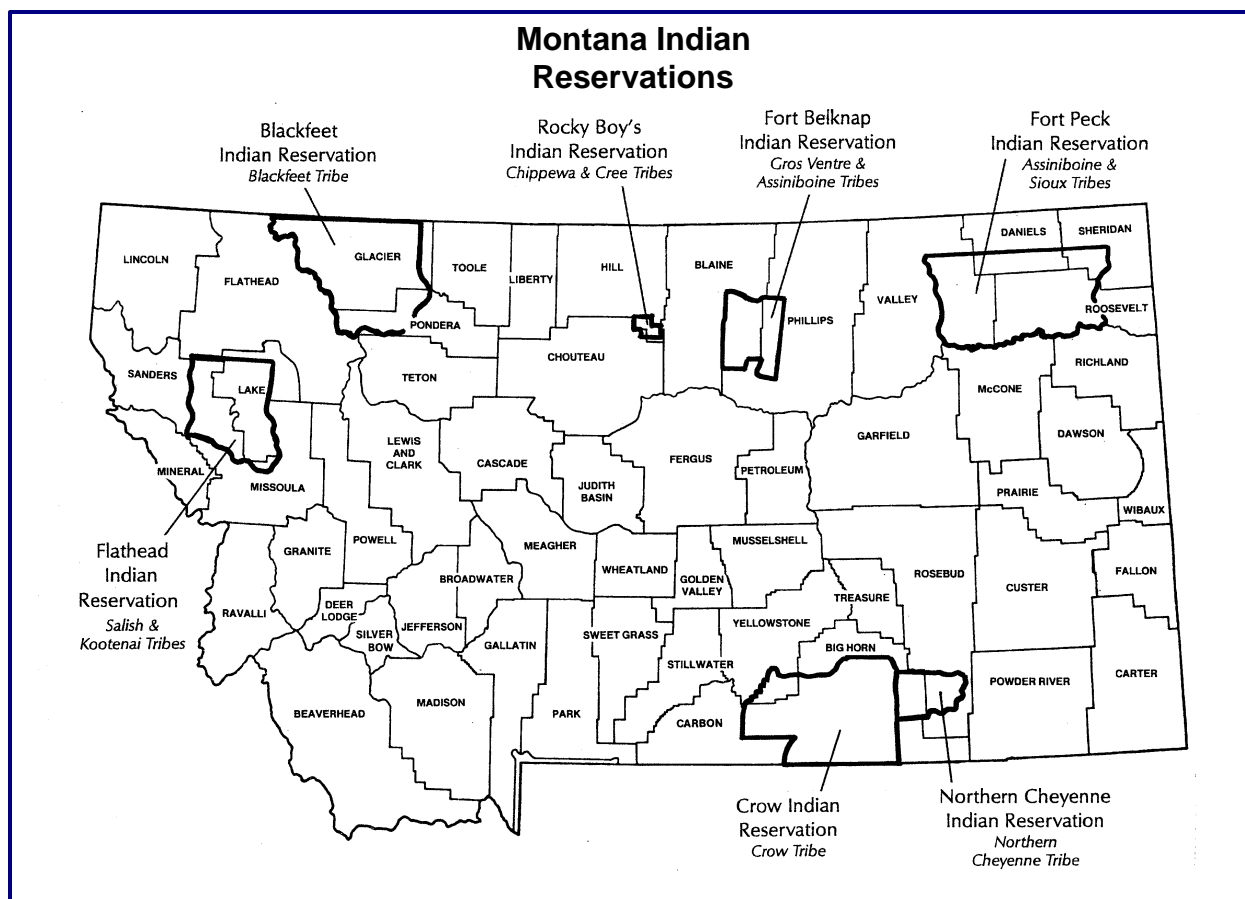 Montana Indian
Reservations
Blackfeet
Indian Reservation
Blackfeet Tribe
Rocky Boy's
Indian Reservation
Chippewa & Cree Tribes
Fort Belknap
Indian Reservation
Gros Ventre &
Assiniboine Tribes
Fort Peck
Indian Reservation
Assiniboine &
Sioux Tribes
LINCOLN
FLATHEAD
GLACIER
TOOLE
LIBERTY
HILL
BLAINE
PHILLIPS
VALLEY
DANIELS
SHERIDAN
ROOSEVELT
PONDERA
CHOUTEAU
SANDERS
LAKE
TETON
RICHLAND
McCONE
LEWIS
AND
CLARK
CASCADE
JUDITH
BASIN
FERGUS
PETROLEUM
GARFIELD
DAWSON
MINERAL
MISSOULA
PRAIRIE
WIBAUX
GRANITE
POWELL
MEAGHER
WHEATLAND
GOLDEN
VALLEY
MUSSELSHELL
ROSEBUD
CUSTER
FALLON
RAVALLI
DEER
LODGE
SILVER
BOW
JEFFERSON
BROADWATER
GALLATIN
SWEET GRASS
STILLWATER
YELLOWSTONE
TREASURE
BIG HORN
BEAVERHEAD
MADISON
PARK
CARBON
POWDER RIVER
CARTER
Flathead
Indian
Reservation
Salish &
Kootenai Tribes
Crow Indian
Reservation
Crow Tribe
Northern Cheyenne
Indian Reservation
Northern
Cheyenne Tribe